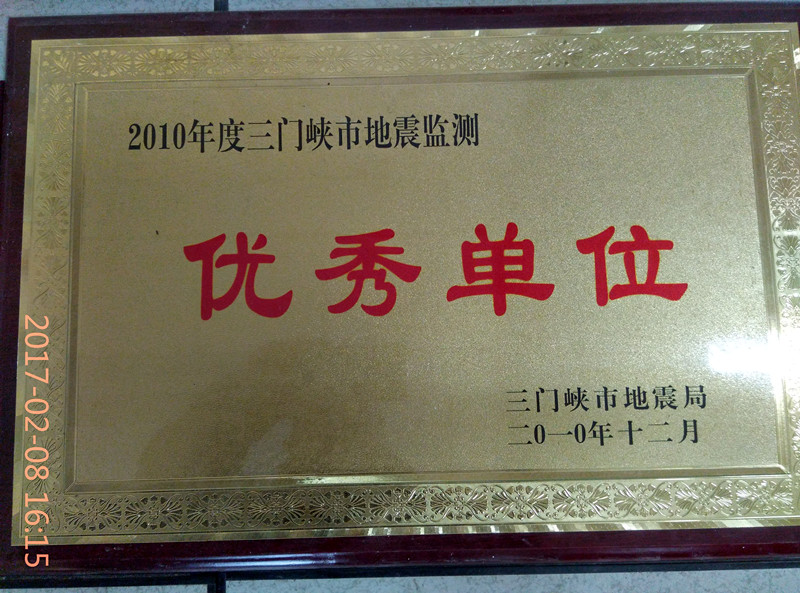 2010年度三门峡市地震监测
优秀单位
三门峡市地震局
二0一0年十二月
2017-02-08 16:15